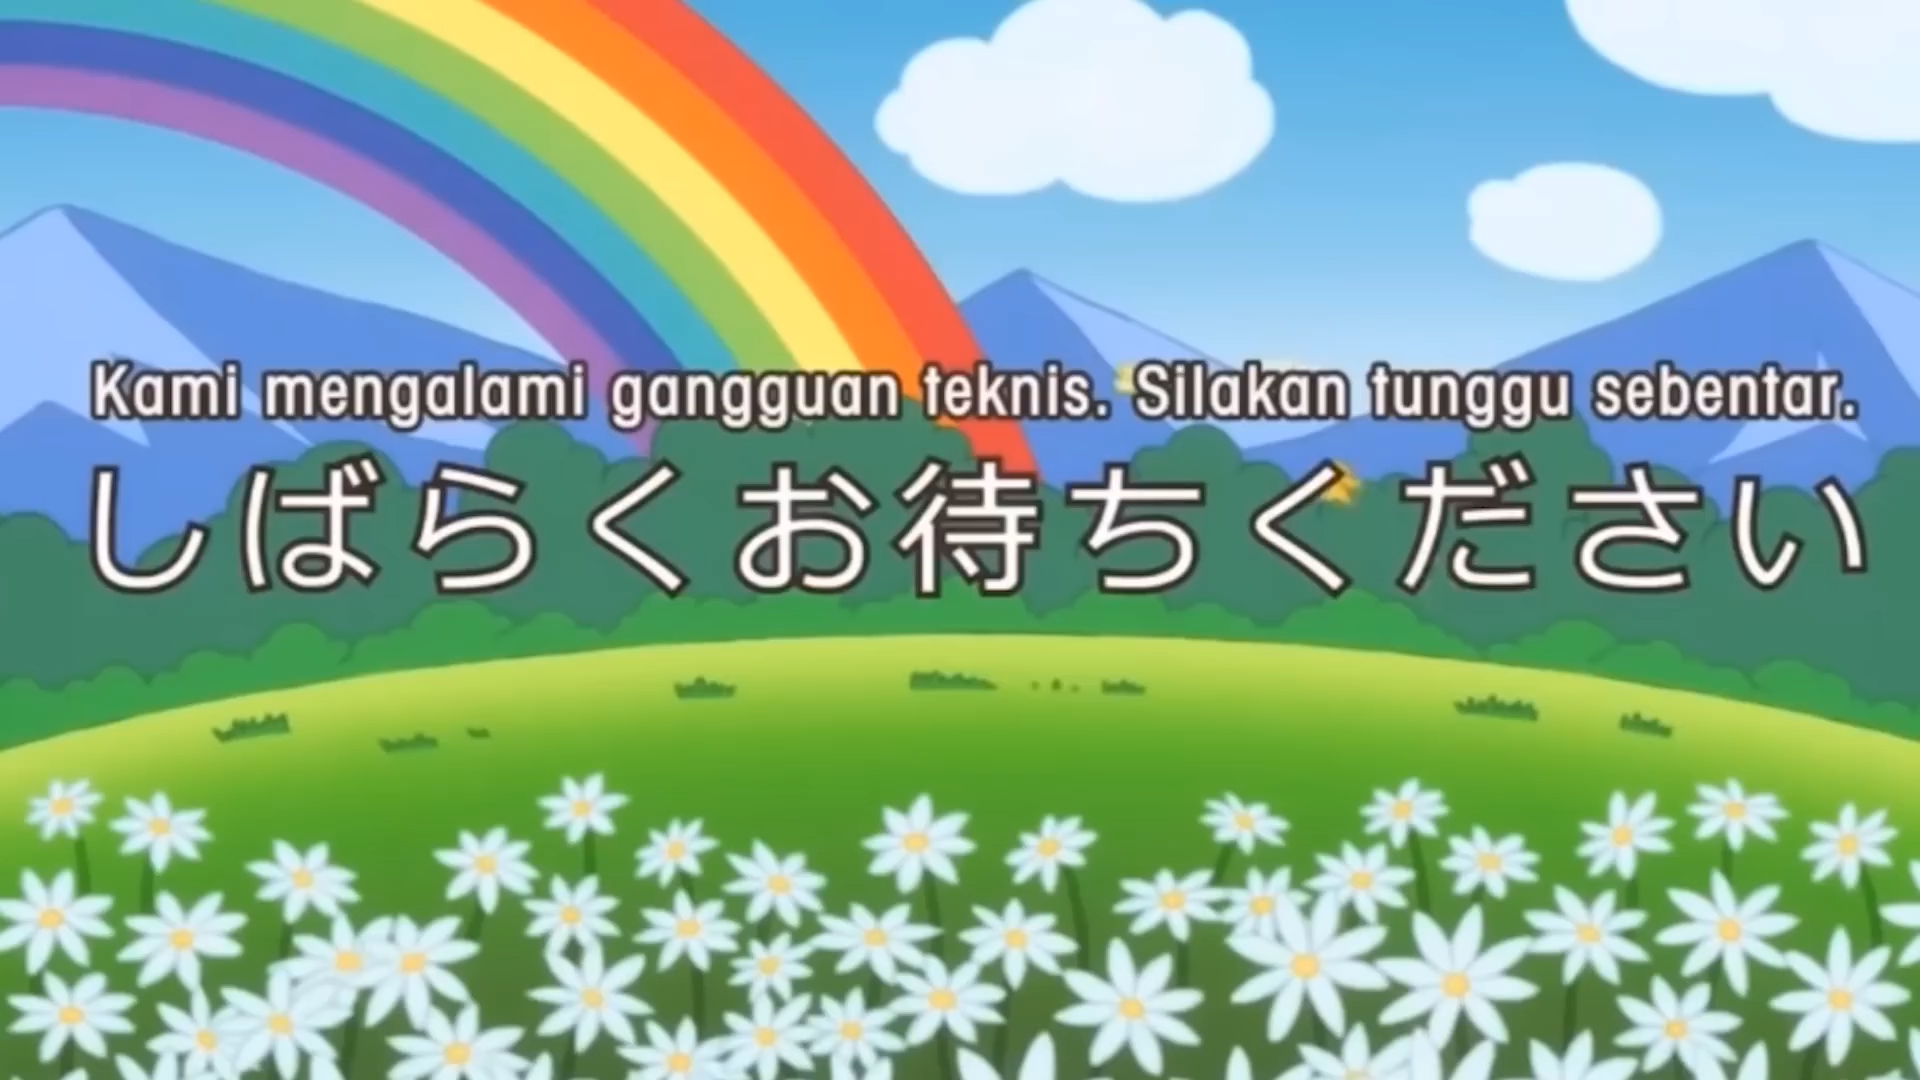 Kami mengalami gangguan teknis. Silakan tunggu sebentar.
しばらくお待ちください